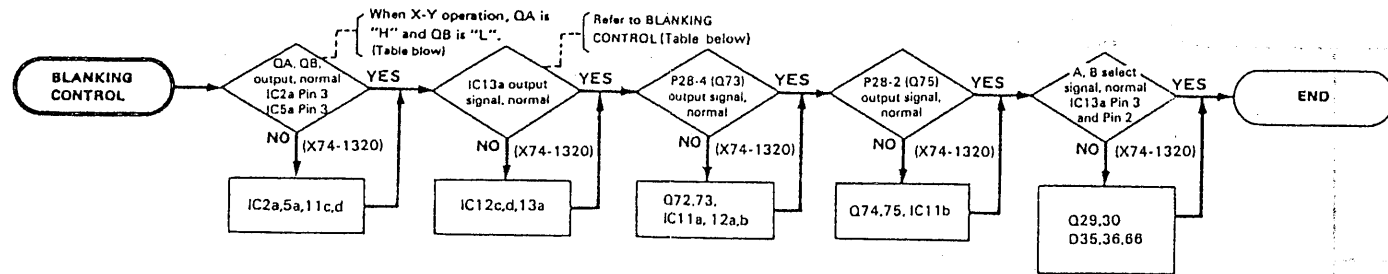 When X-Y operation, QA is
"H" and QB is "L".
(Table blow)
Refer to BLANKING
CONTROL (Table below)
BLANKING
CONTROL
QA, QB,
output, normal
IC2a Pin 3
IC5a Pin 3
YES
NO
(X74-1320)
IC2a,5a,11c,d
IC13a output
signal, normal
YES
NO
(X74-1320)
IC12c,d,13a
P28-4 (Q73)
output signal,
normal
YES
NO
(X74-1320)
Q72,73,
IC11a, 12a,b
P28-2 (Q75)
output signal,
normal
YES
NO
(X74-1320)
Q74,75, IC11b
A, B select
signal, normal
IC13a Pin 3
and Pin 2
YES
NO
(X74-1320)
Q29,30
D35,36,66
END